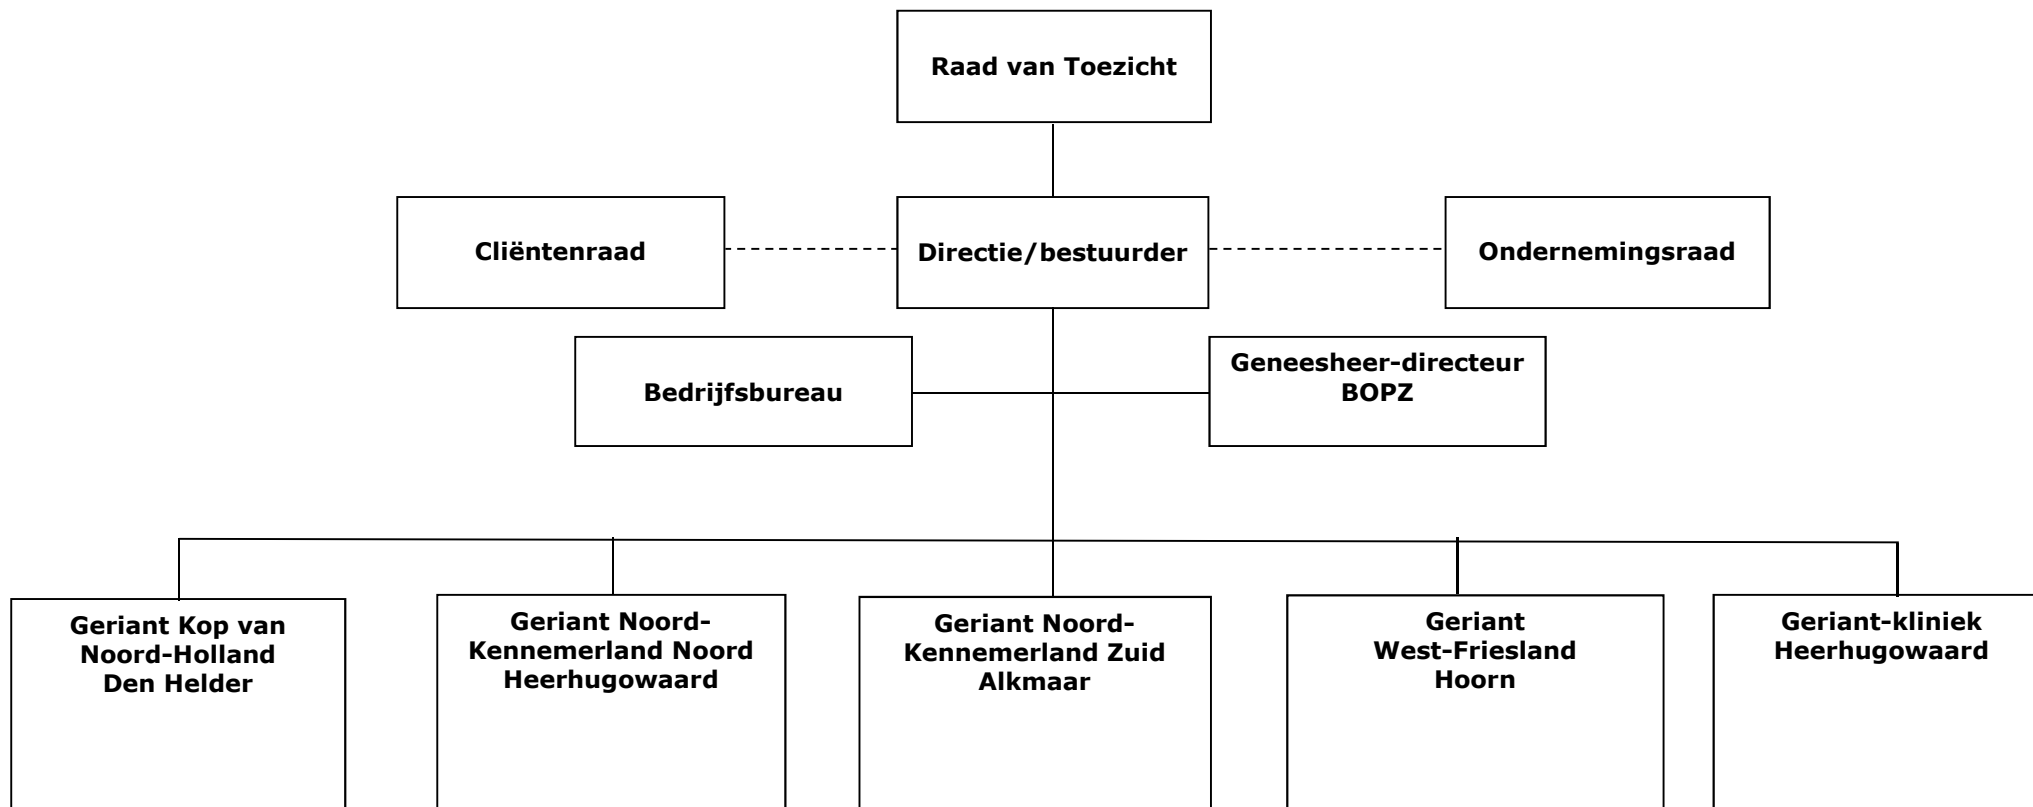 Raad van Toezicht
Cliëntenraad
Directie/bestuurder
Ondernemingsraad
Bedrijfsbureau
Geneesheer-directeur
BOPZ
Geriant Kop van
Noord-Holland
Den Helder
Geriant Noord-
Kennemerland Noord
Heerhugowaard
Geriant Noord-
Kennemerland Zuid
Alkmaar
Geriant
West-Friesland
Hoorn
Geriant-kliniek
Heerhugowaard